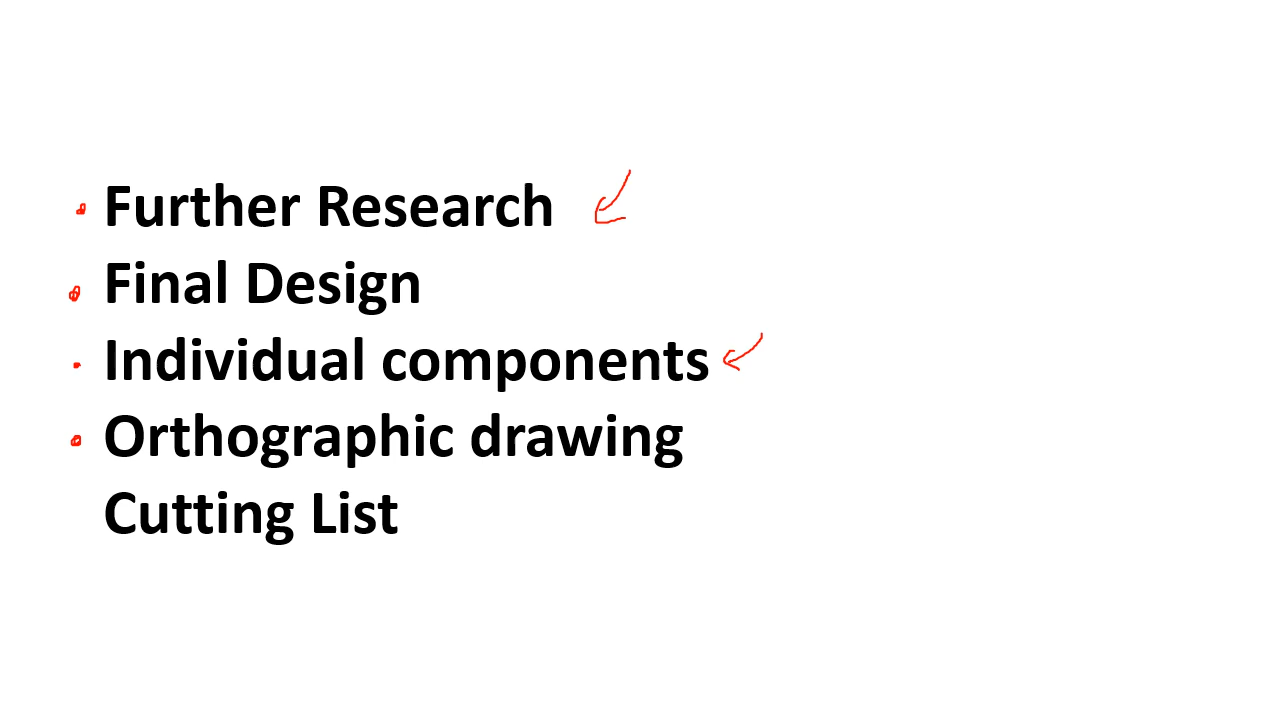 Further Research
Final Design
Individual components
Orthographic drawing
Cutting List